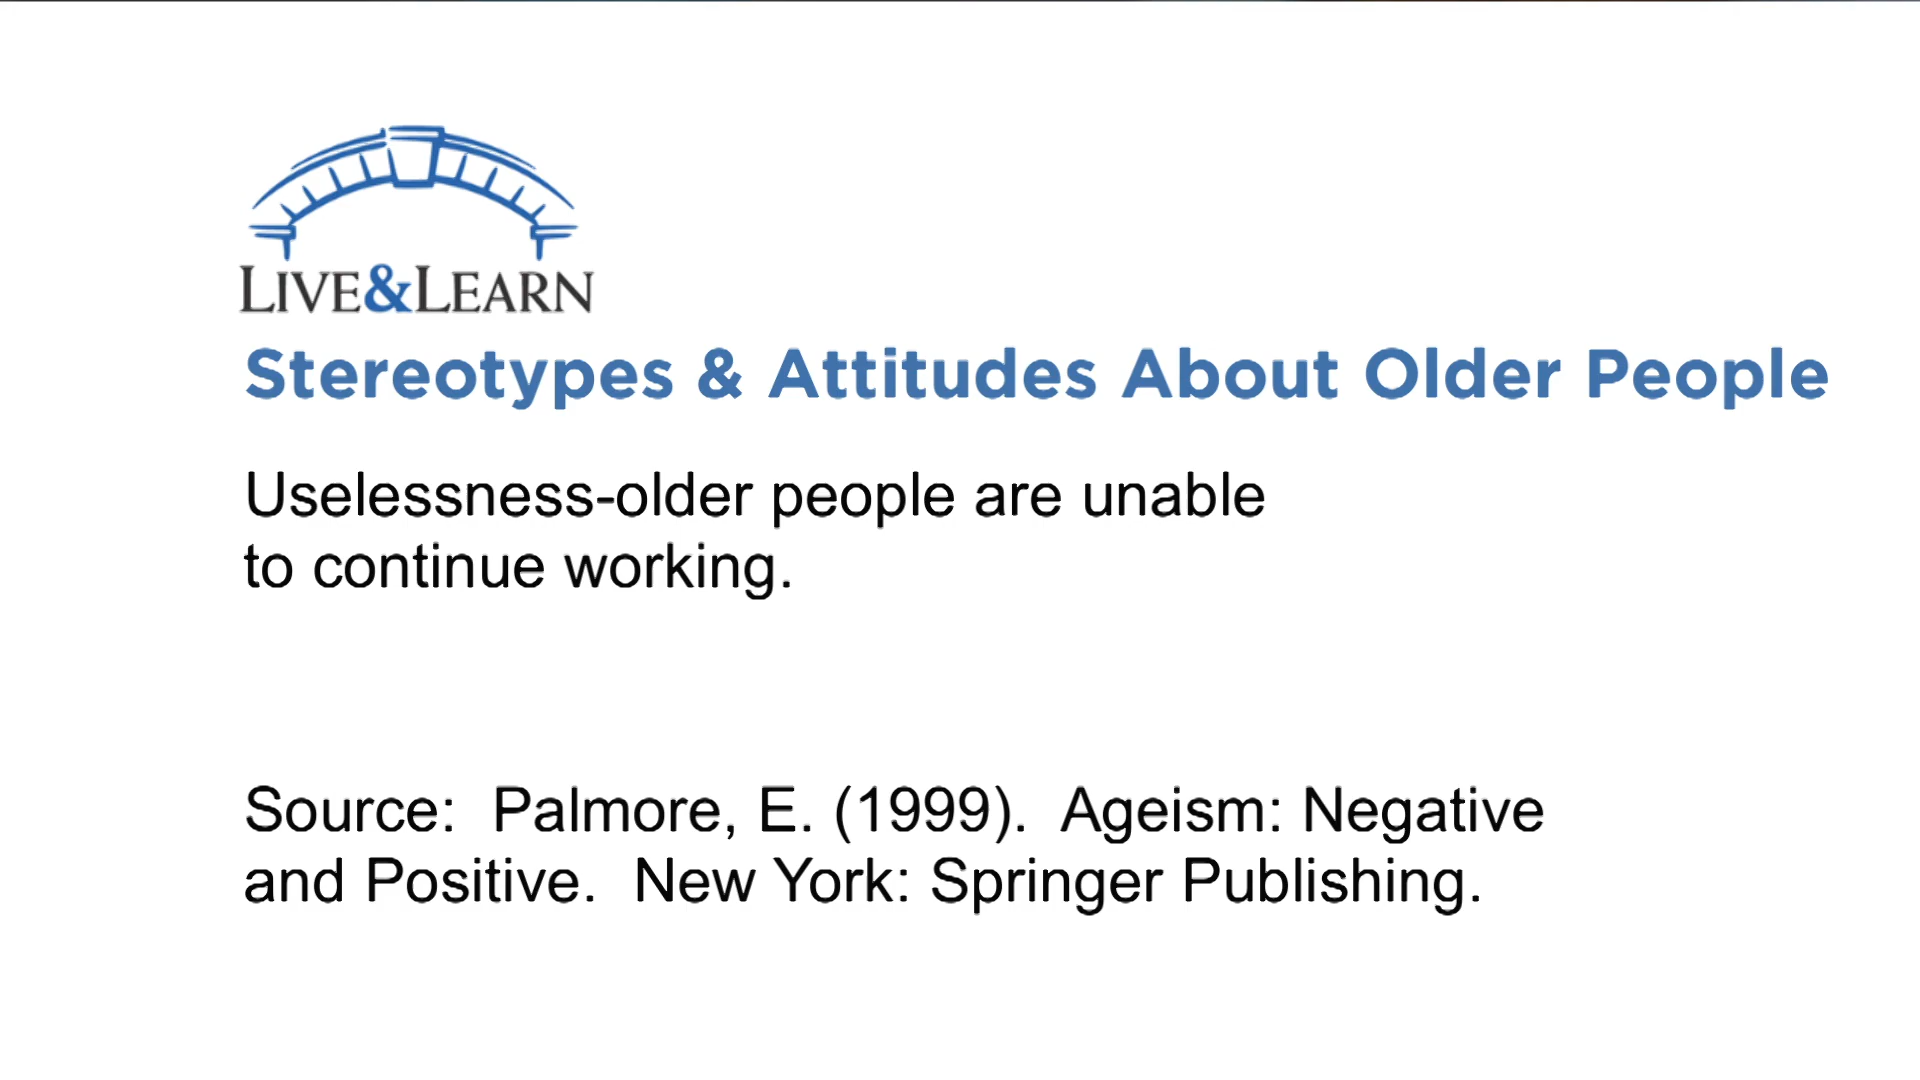 LIVE&LEARN
Stereotypes & Attitudes About Older People
Uselessness-older people are unable
to continue working.
Source:  Palmore, E. (1999).  Ageism: Negative
and Positive.  New York: Springer Publishing.